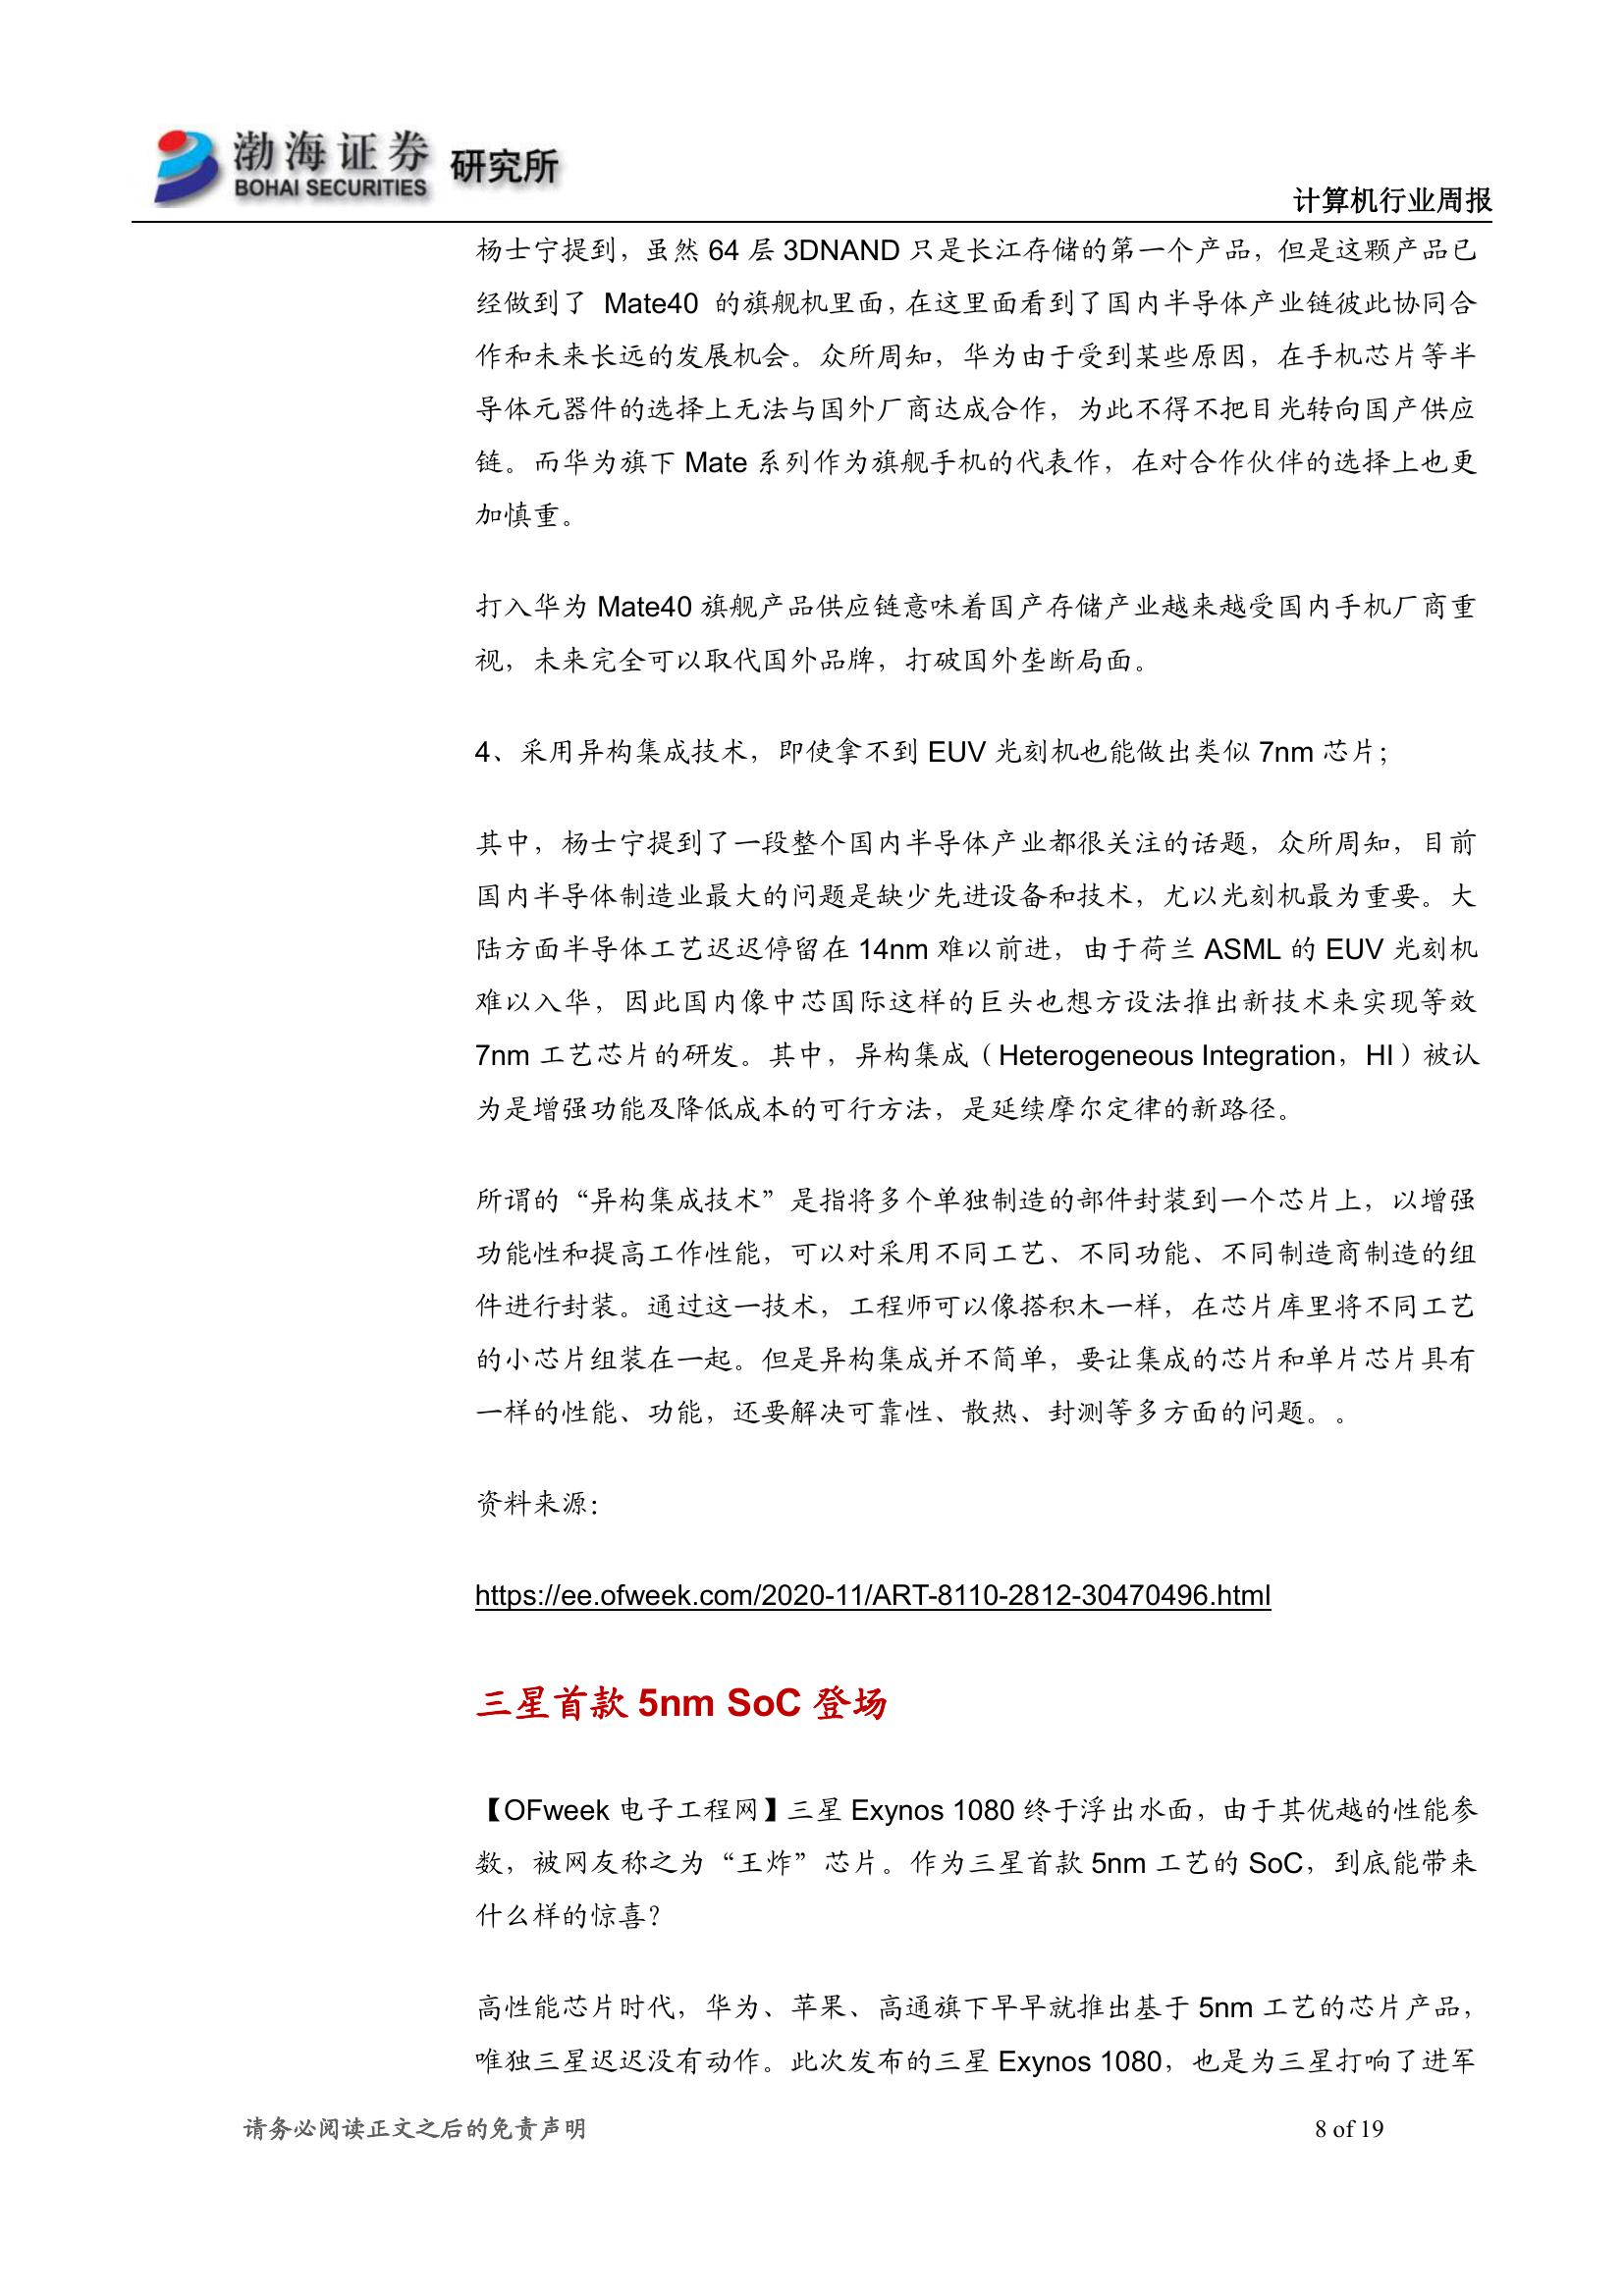 渤海证券 研究所
BOHAI SECURITIES
计算机行业周报
杨士宁提到，虽然 64 层 3DNAND 只是长江存储的第一个产品，但是这颗产品已
经做到了 Mate40 的旗舰机里面，在这里面看到了国内半导体产业链彼此协同合
作和未来长远的发展机会。众所周知，华为由于受到某些原因，在手机芯片等半
导体元器件的选择上无法与国外厂商达成合作，为此不得不把目光转向国产供应
链。而华为旗下 Mate 系列作为旗舰手机的代表作，在对合作伙伴的选择上也更
加慎重。
打入华为 Mate40 旗舰产品供应链意味着国产存储产业越来越受国内手机厂商重
视，未来完全可以取代国外品牌，打破国外垄断局面。
4、采用异构集成技术，即使拿不到 EUV 光刻机也能做出类似 7nm 芯片；
其中，杨士宁提到了一段整个国内半导体产业都很关注的话题，众所周知，目前
国内半导体制造业最大的问题是缺少先进设备和技术，尤以光刻机最为重要。大
陆方面半导体工艺迟迟停留在 14nm 难以前进，由于荷兰 ASML 的 EUV 光刻机
难以入华，因此国内像中芯国际这样的巨头也想方设法推出新技术来实现等效
7nm 工艺芯片的研发。其中，异构集成（Heterogeneous Integration，HI）被认
为是增强功能及降低成本的可行方法，是延续摩尔定律的新路径。
所谓的“异构集成技术”是指将多个单独制造的部件封装到一个芯片上，以增强
功能性和提高工作性能，可以对采用不同工艺、不同功能、不同制造商制造的组
件进行封装。通过这一技术，工程师可以像搭积木一样，在芯片库里将不同工艺
的小芯片组装在一起。但是异构集成并不简单，要让集成的芯片和单片芯片具有
一样的性能、功能，还要解决可靠性、散热、封测等多方面的问题。。
资料来源：
https://ee.ofweek.com/2020-11/ART-8110-2812-30470496.html
三星首款 5nm SoC 登场
【OFweek 电子工程网】三星 Exynos 1080 终于浮出水面，由于其优越的性能参
数，被网友称之为“王炸”芯片。作为三星首款 5nm 工艺的 SoC，到底能带来
什么样的惊喜？
高性能芯片时代，华为、苹果、高通旗下早早就推出基于 5nm 工艺的芯片产品，
唯独三星迟迟没有动作。此次发布的三星 Exynos 1080，也是为三星打响了进军
请务必阅读正文之后的免责声明
8 of 19